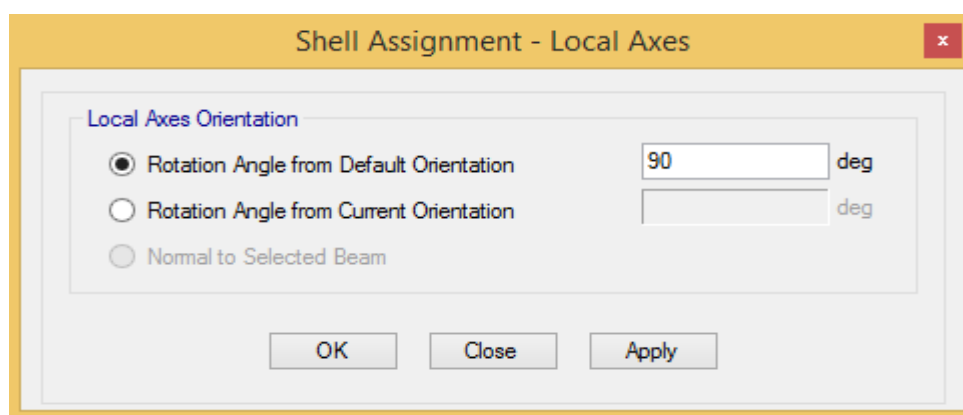 Shell Assignment - Local Axes
x
Local Axes Orientation
Rotation Angle from Default Orientation 90 deg
Rotation Angle from Current Orientation deg
Normal to Selected Beam
OK Close Apply